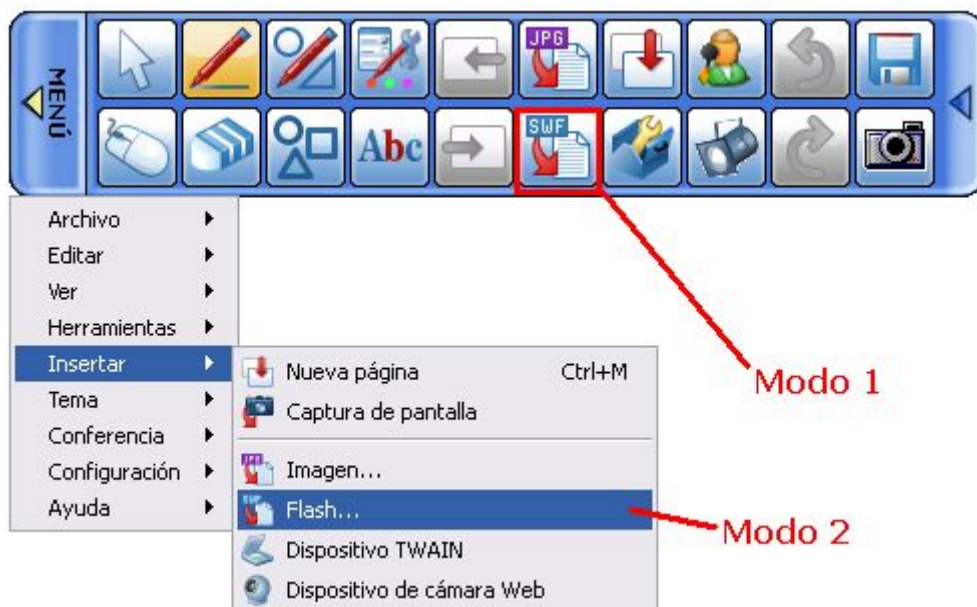 MENÚ
JPG
Abc
SWF
Archivo
Editar
Ver
Herramientas
Insertar
Tema
Conferencia
Configuración
Ayuda
Nueva página Ctrl+M
Captura de pantalla
Imagen...
Flash...
Dispositivo TWAIN
Dispositivo de cámara Web
Modo 1
Modo 2